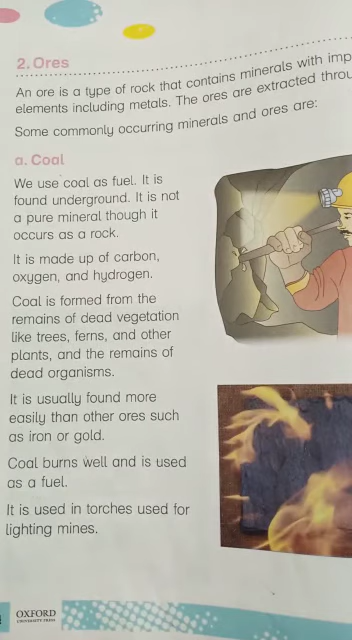 2. Ores
An ore is a type of rock that contains minerals with
elements including metals. The ores are extracted
Some commonly occurring minerals and ores are:
a. Coal
We use coal as fuel. It is
found underground. It is not
a pure mineral though it
occurs as a rock.
It is made up of carbon,
oxygen, and hydrogen.
Coal is formed from the
remains of dead vegetation
like trees, ferns, and other
plants, and the remains of
dead organisms.
It is usually found more
easily than other ores such
as iron or gold.
Coal burns well and is used
as a fuel.
It is used in torches used for
lighting mines.
OXFORD
UNIVERSITY PRESS